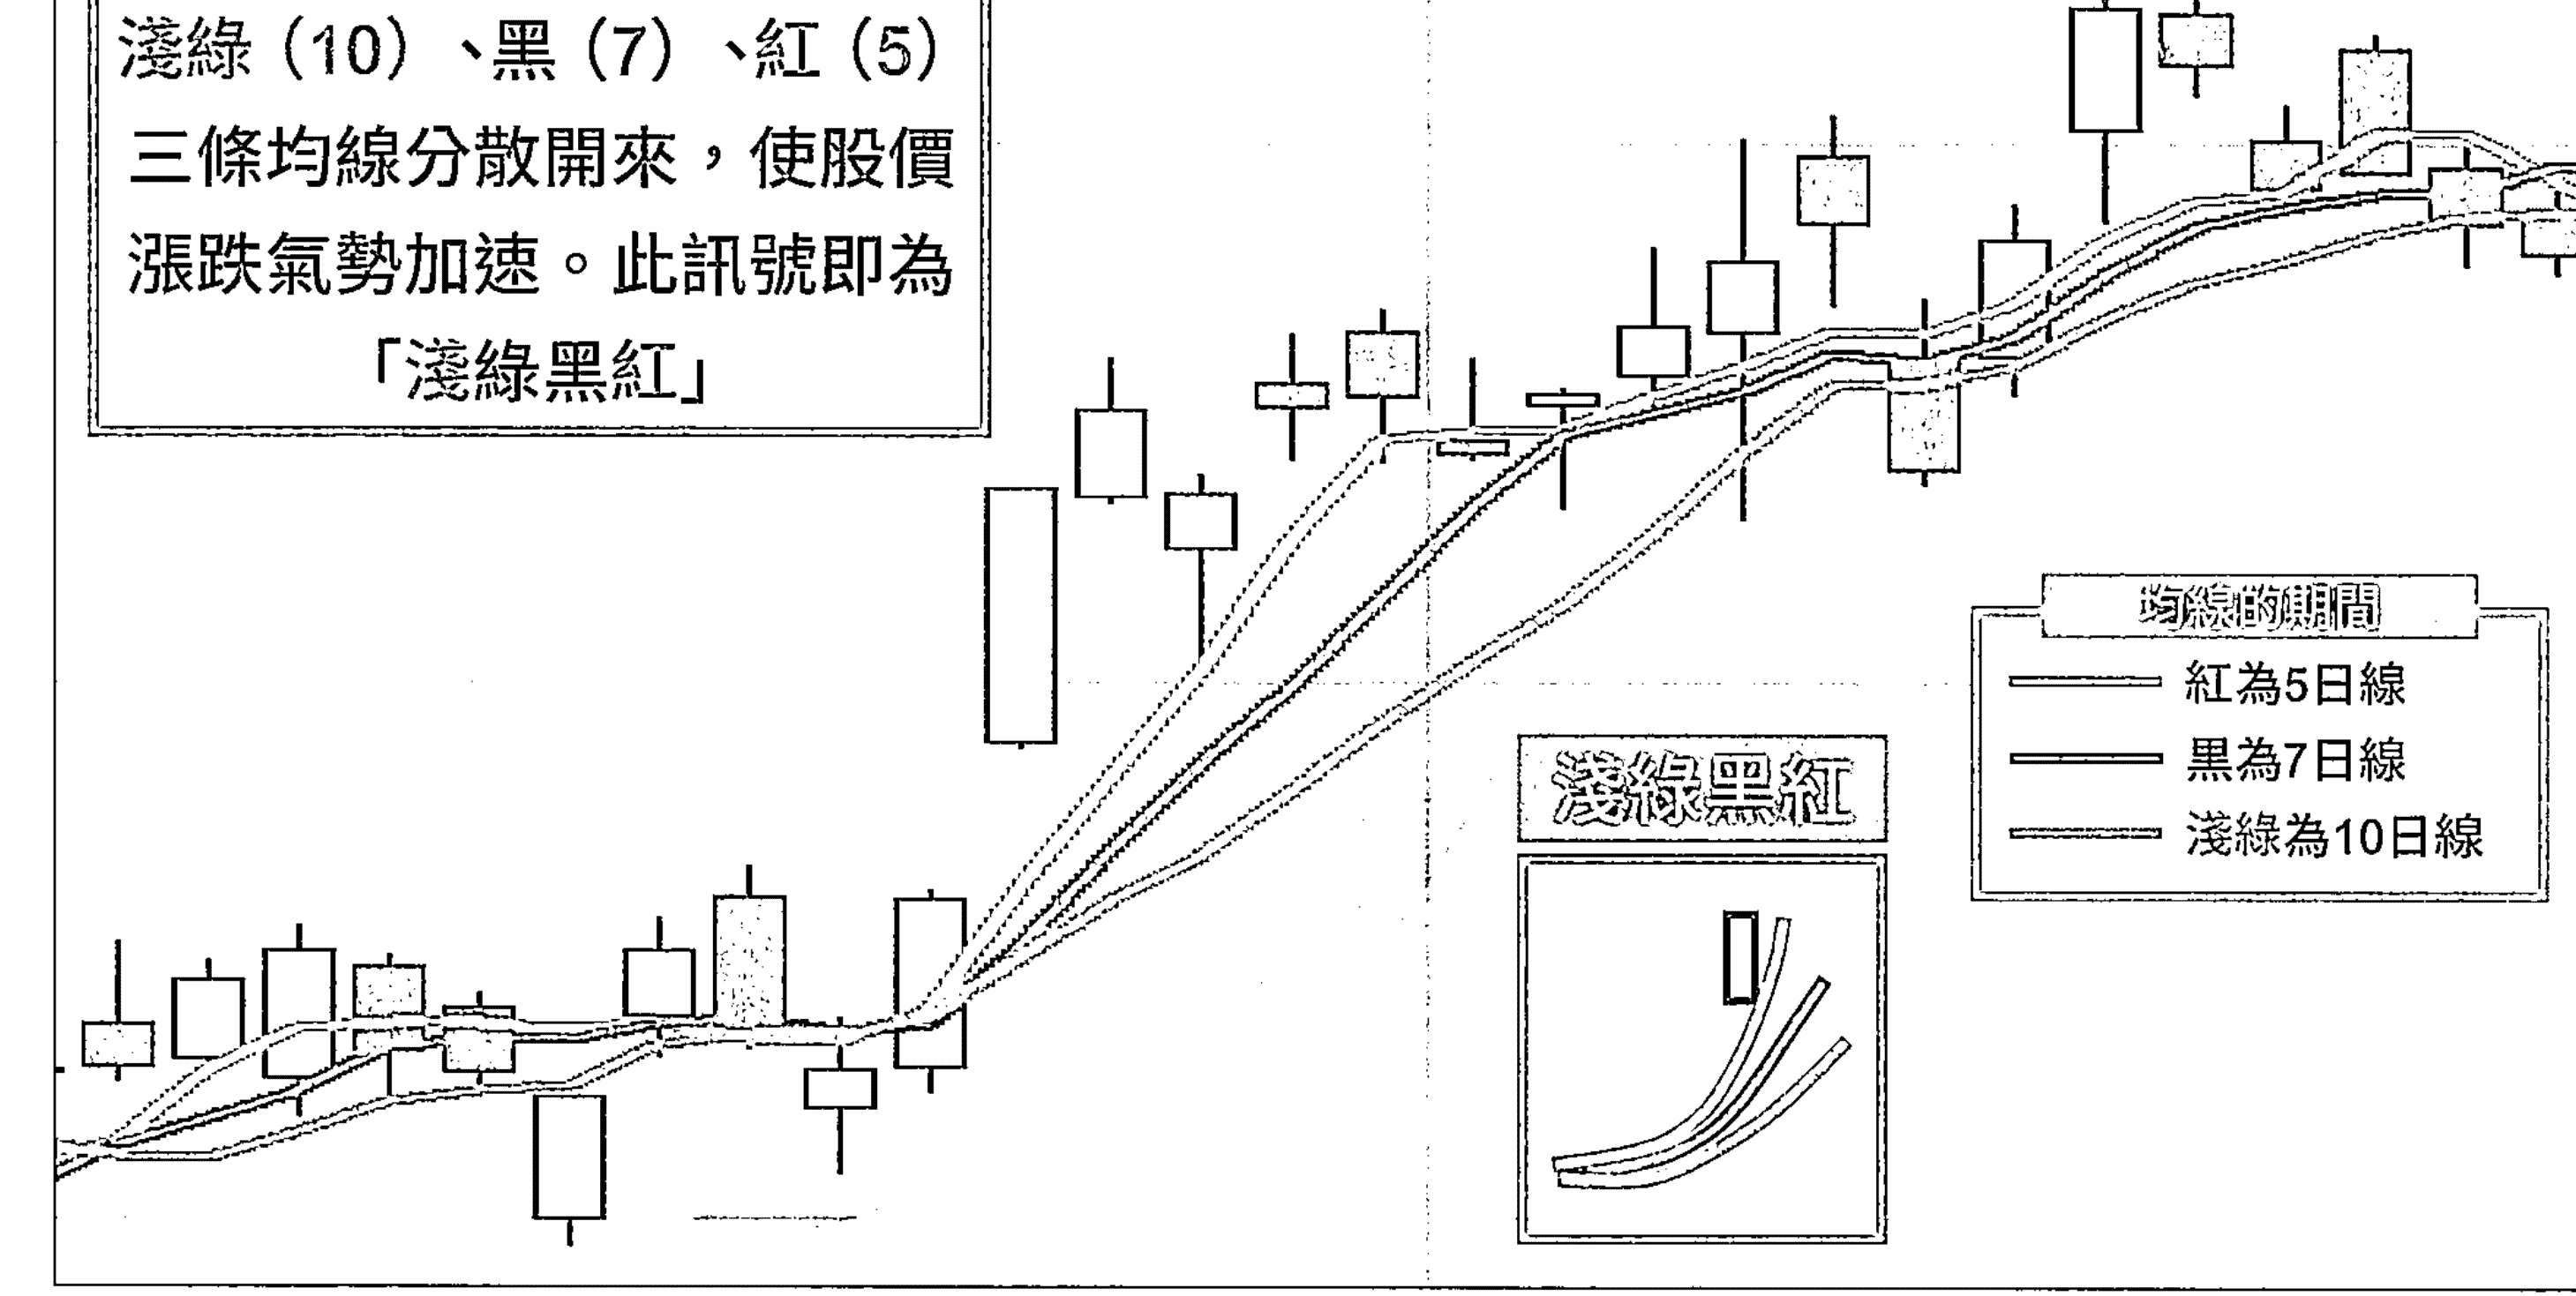 淺綠（10）、黑（7）、紅（5）
三條均線分散開來，使股價
漲跌氣勢加速。此訊號即為
「淺綠黑紅」
均線的期間
紅為5日線
黑為7日線
淺綠為10日線
淺綠黑紅